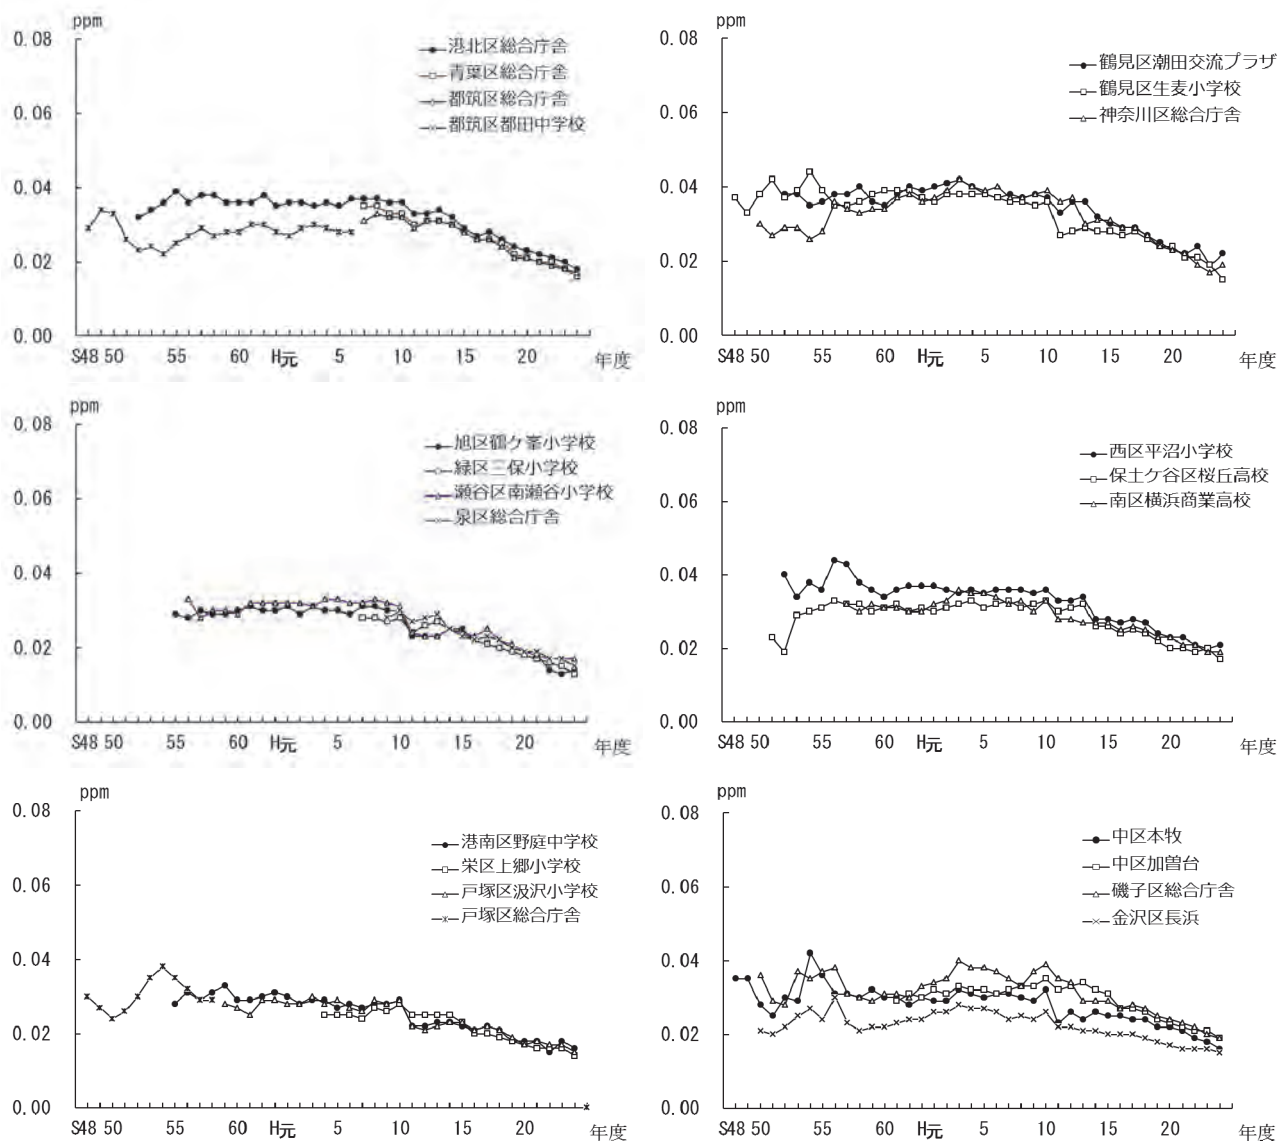 ppm
0.08
0.06
0.04
0.02
0.00
S48 50 55 60 H元 5 10 15 20 年度
港北区総合庁舎
青葉区総合庁舎
都筑区総合庁舎
都筑区都田中学校
ppm
0.08
0.06
0.04
0.02
0.00
S48 50 55 60 H元 5 10 15 20 年度
鶴見区潮田交流プラザ
鶴見区生麦小学校
神奈川区総合庁舎
ppm
0.08
0.06
0.04
0.02
0.00
S48 50 55 60 H元 5 10 15 20 年度
旭区鶴ケ峯小学校
緑区三保小学校
瀬谷区南瀬谷小学校
泉区総合庁舎
ppm
0.08
0.06
0.04
0.02
0.00
S48 50 55 60 H元 5 10 15 20 年度
西区平沼小学校
保土ケ谷区桜丘高校
南区横浜商業高校
ppm
0.08
0.06
0.04
0.02
0.00
S48 50 55 60 H元 5 10 15 20 年度
港南区野庭中学校
栄区上郷小学校
戸塚区汲沢小学校
戸塚区総合庁舎
ppm
0.08
0.06
0.04
0.02
0.00
S48 50 55 60 H元 5 10 15 20 年度
中区本牧
中区加曽台
磯子区総合庁舎
金沢区長浜